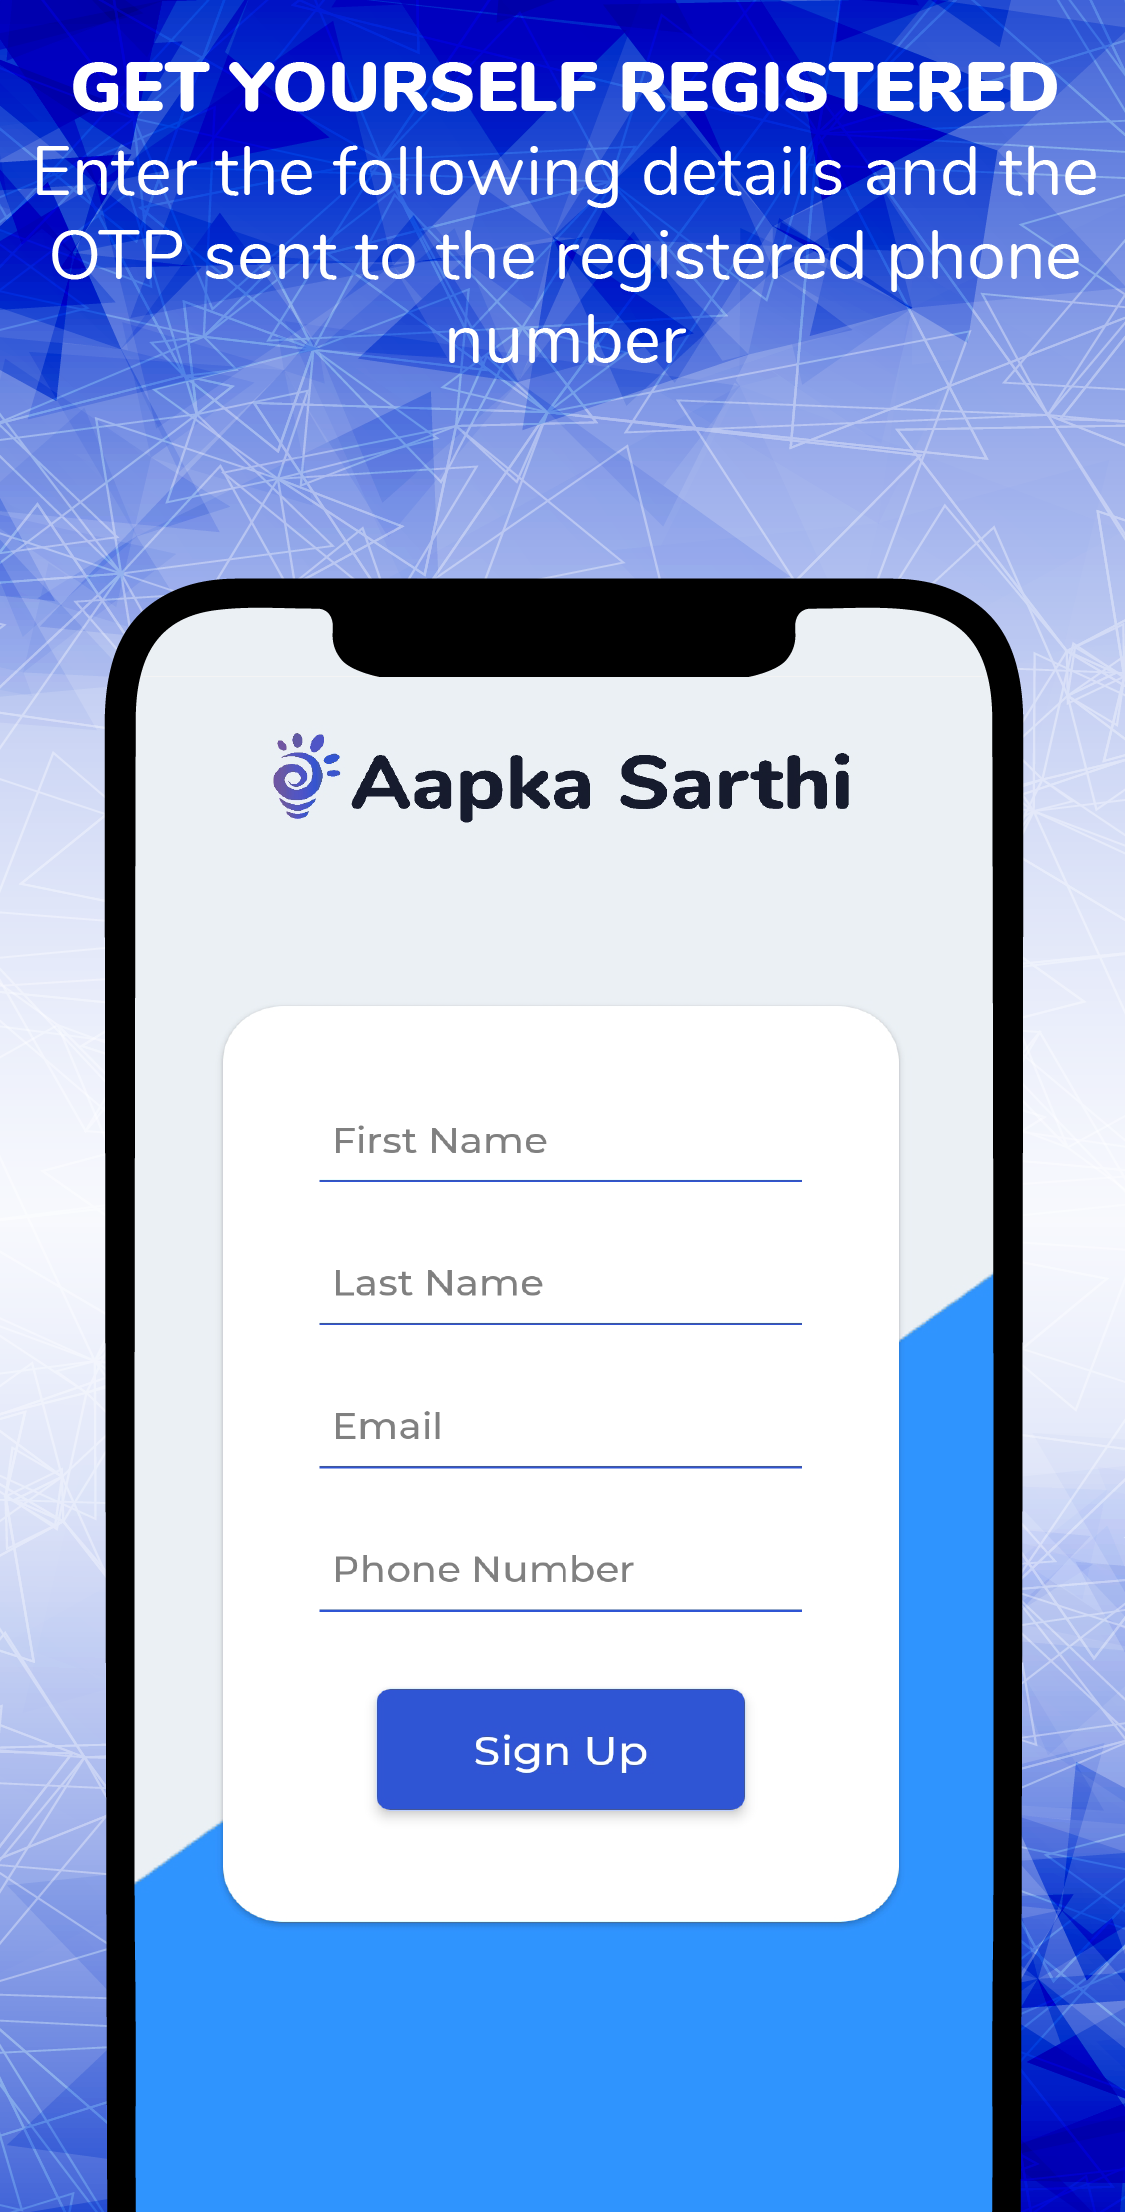 GET YOURSELF REGISTERED
Enter the following details and the
OTP sent to the registered phone
number
Aapka Sarthi
First Name
Last Name
Email
Phone Number
Sign Up